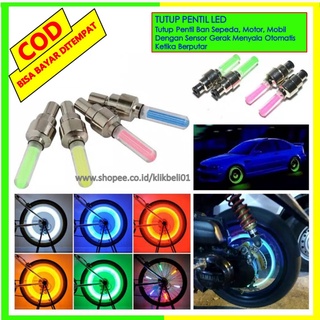 COD
BISA BAYAR DITEMPAT
TUTUP PENTIL LED
Tutup Pentil Ban Sepeda, Motor, Mobil
Dengan Sensor Gerak Menyala Otomatis
Ketika Berputar
www.shopee.co.id/klikbeli01